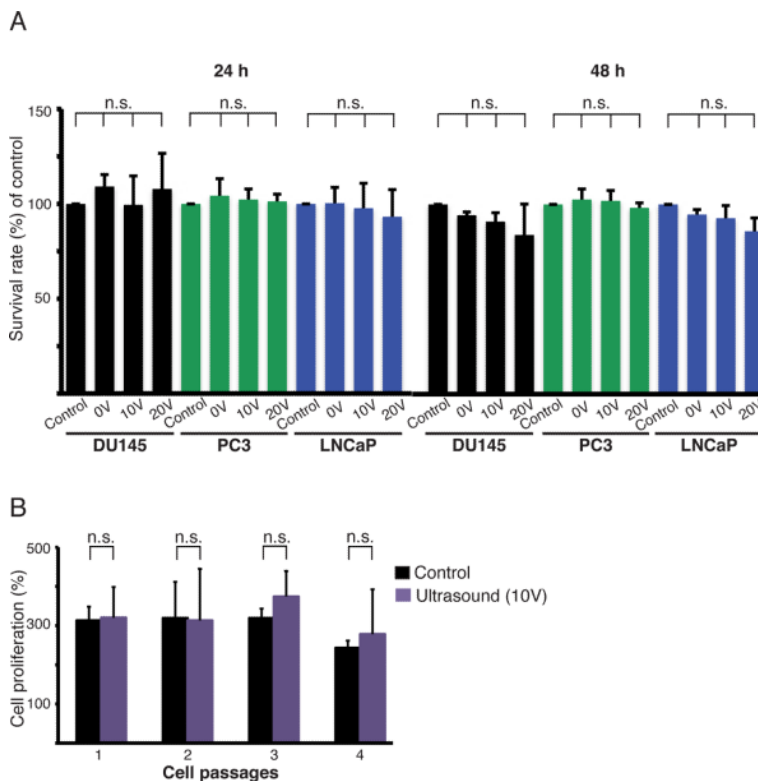 A
24 h 48 h
n.s. n.s. n.s. n.s. n.s. n.s.
150
100
50
Survival rate (%) of control
Control 0V 10V 20V Control 0V 10V 20V Control 0V 10V 20V Control 0V 10V 20V Control 0V 10V 20V Control 0V 10V 20V
DU145 PC3 LNCaP DU145 PC3 LNCaP
B
n.s. n.s. n.s. n.s.
500
300
100
Cell proliferation (%)
Control
Ultrasound (10V)
1 2 3 4
Cell passages